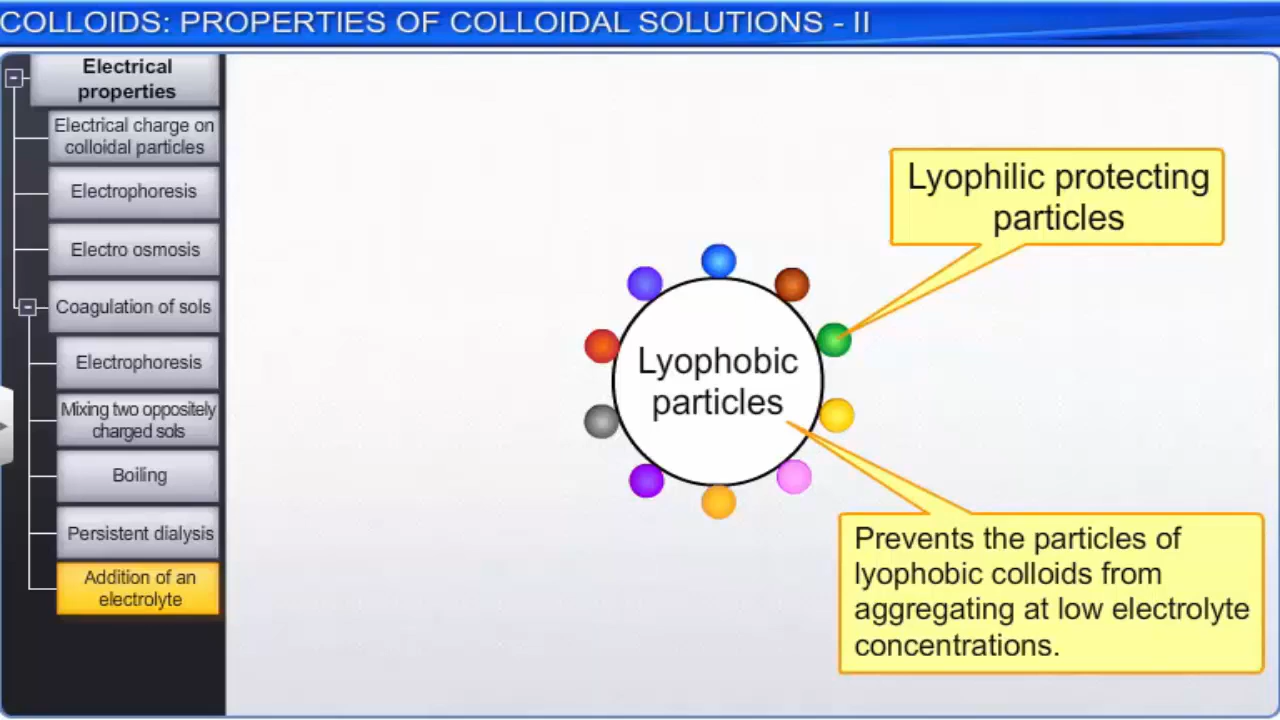 COLLOIDS: PROPERTIES OF COLLOIDAL SOLUTIONS - II
Electrical
properties
Electrical charge on
colloidal particles
Electrophoresis
Electro osmosis
Coagulation of sols
Electrophoresis
Mixing two oppositely
charged sols
Boiling
Persistent dialysis
Addition of an
electrolyte
Lyophilic protecting
particles
Lyophobic
particles
Prevents the particles of
lyophobic colloids from
aggregating at low electrolyte
concentrations.